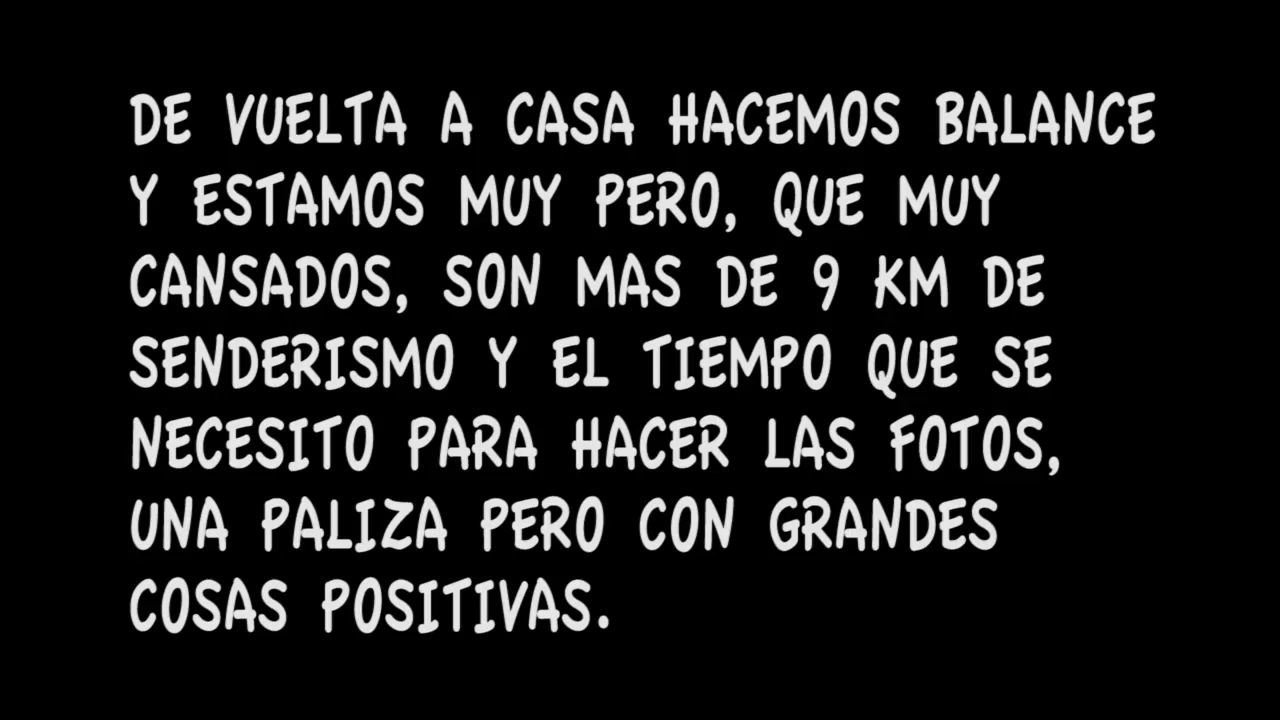 DE VUELTA A CASA HACEMOS BALANCE
Y ESTAMOS MUY PERO, QUE MUY
CANSADOS, SON MAS DE 9 KM DE
SENDERISMO Y EL TIEMPO QUE SE
NECESITO PARA HACER LAS FOTOS,
UNA PALIZA PERO CON GRANDES
COSAS POSITIVAS.